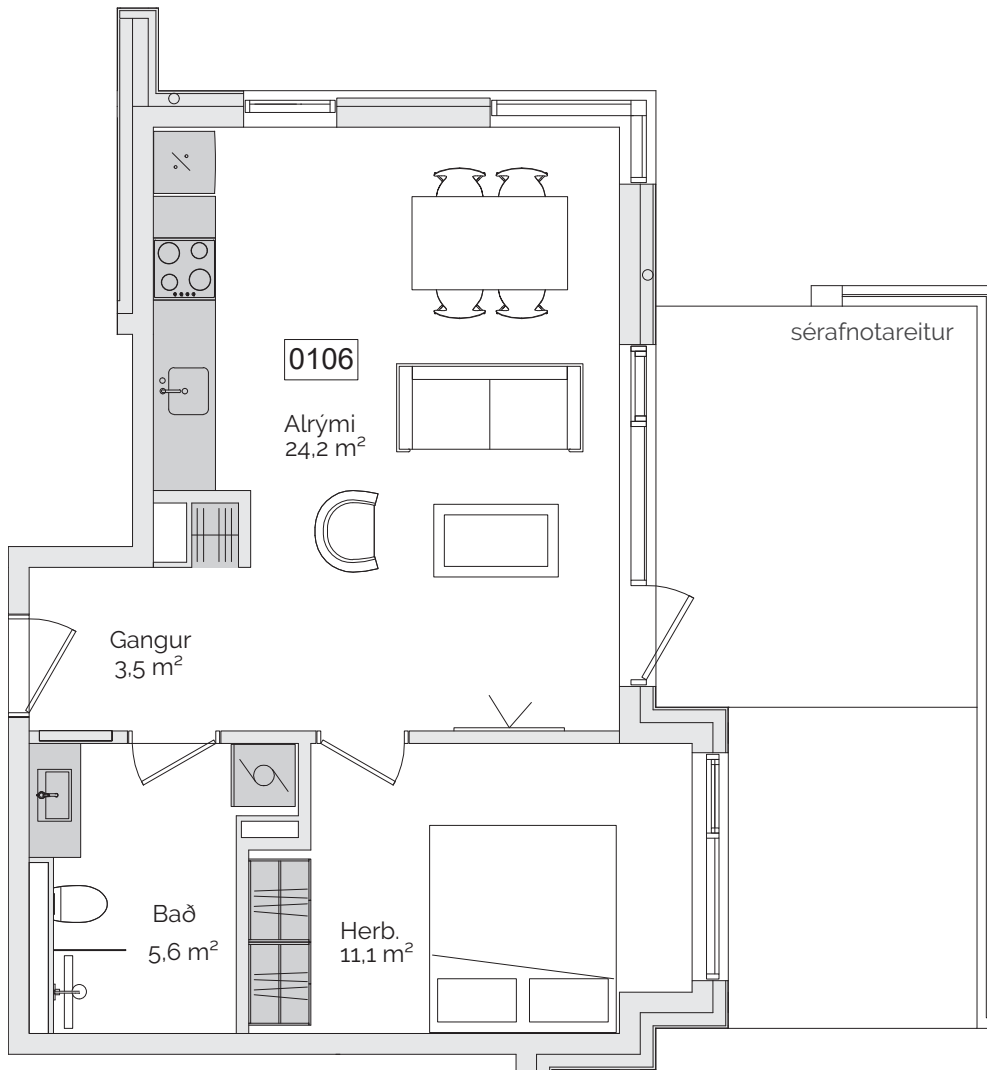 sérafnotareitur
0106
Alrými
24,2 m²
Gangur
3,5 m²
Bað
5,6 m²
Herb.
11,1 m²